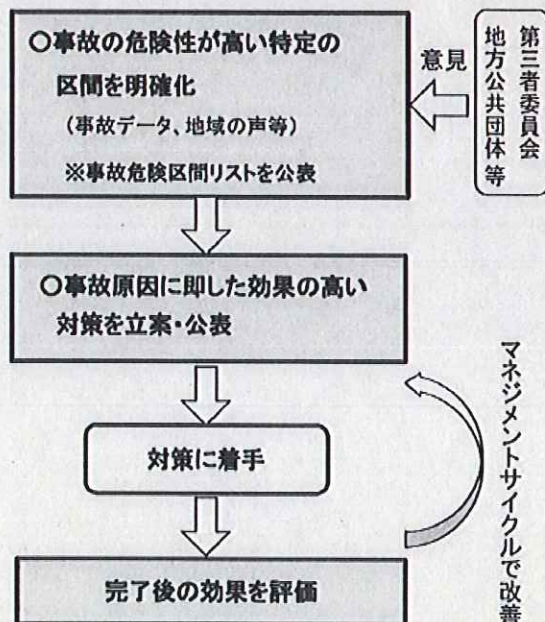 ○事故の危険性が高い特定の
区間を明確化
(事故データ、地域の声等)
※事故危険区間リストを公表
意見
第三者委員会
地方公共団体等
○事故原因に即した効果の高い
対策を立案・公表
対策に着手
完了後の効果を評価
マネジメントサイクルで改善